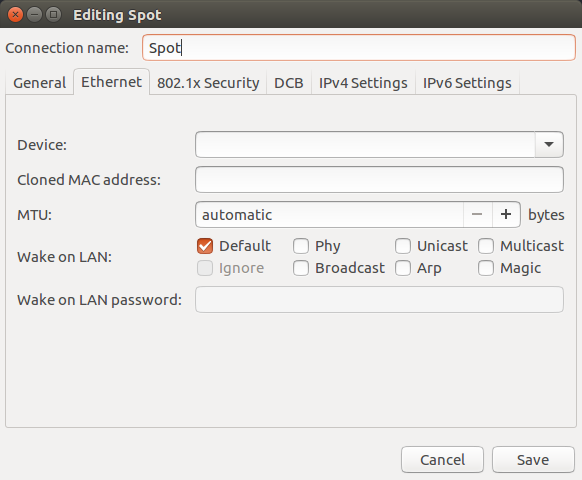 Editing Spot
Connection name: Spot
General Ethernet 802.1x Security DCB IPv4 Settings IPv6 Settings
Device:
Cloned MAC address:
MTU: automatic − + bytes
Default Phy Unicast Multicast
Wake on LAN:
Ignore Broadcast Arp Magic
Wake on LAN password:
Cancel Save